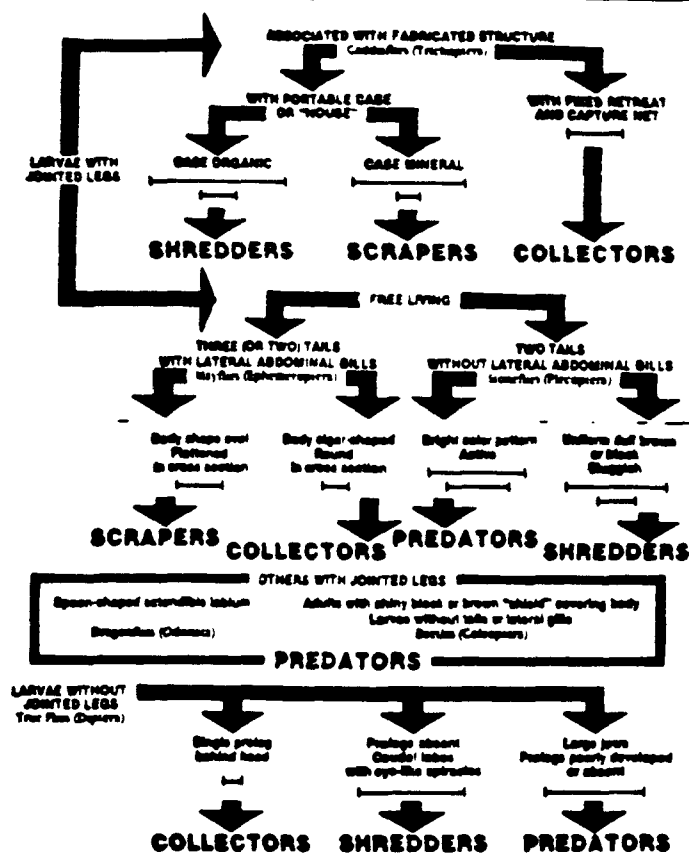 ASSOCIATED WITH FABRICATED STRUCTURE
Caddisflies (Trichoptera)
WITH PORTABLE CASE
OR "HOUSE"
WITH FIXED RETREAT
AND CAPTURE NET
LARVAE WITH
JOINTED LEGS
CASE ORGANIC
CASE MINERAL
SHREDDERS
SCRAPERS
COLLECTORS
FREE LIVING
THREE (OR TWO) TAILS
WITH LATERAL ABDOMINAL GILLS
Mayflies (Ephemeroptera)
TWO TAILS
WITHOUT LATERAL ABDOMINAL GILLS
Stoneflies (Plecoptera)
Body shape oval
Flattened
in cross section
Body cigar-shaped
Round
in cross section
Bright color pattern
Active
Uniform dull brown
or black
Sluggish
SCRAPERS
COLLECTORS
PREDATORS
SHREDDERS
OTHERS WITH JOINTED LEGS
Spoon-shaped extendible labium
Dragonflies (Odonata)
Adults with shiny black or brown "shield" covering body
Larvae without tails or lateral gills
Beetles (Coleoptera)
PREDATORS
LARVAE WITHOUT
JOINTED LEGS
True Flies (Diptera)
Single proleg
behind head
Prolegs absent
Caudal lobes
with eye-like spiracles
Large jaws
Prolegs poorly developed
or absent
COLLECTORS
SHREDDERS
PREDATORS